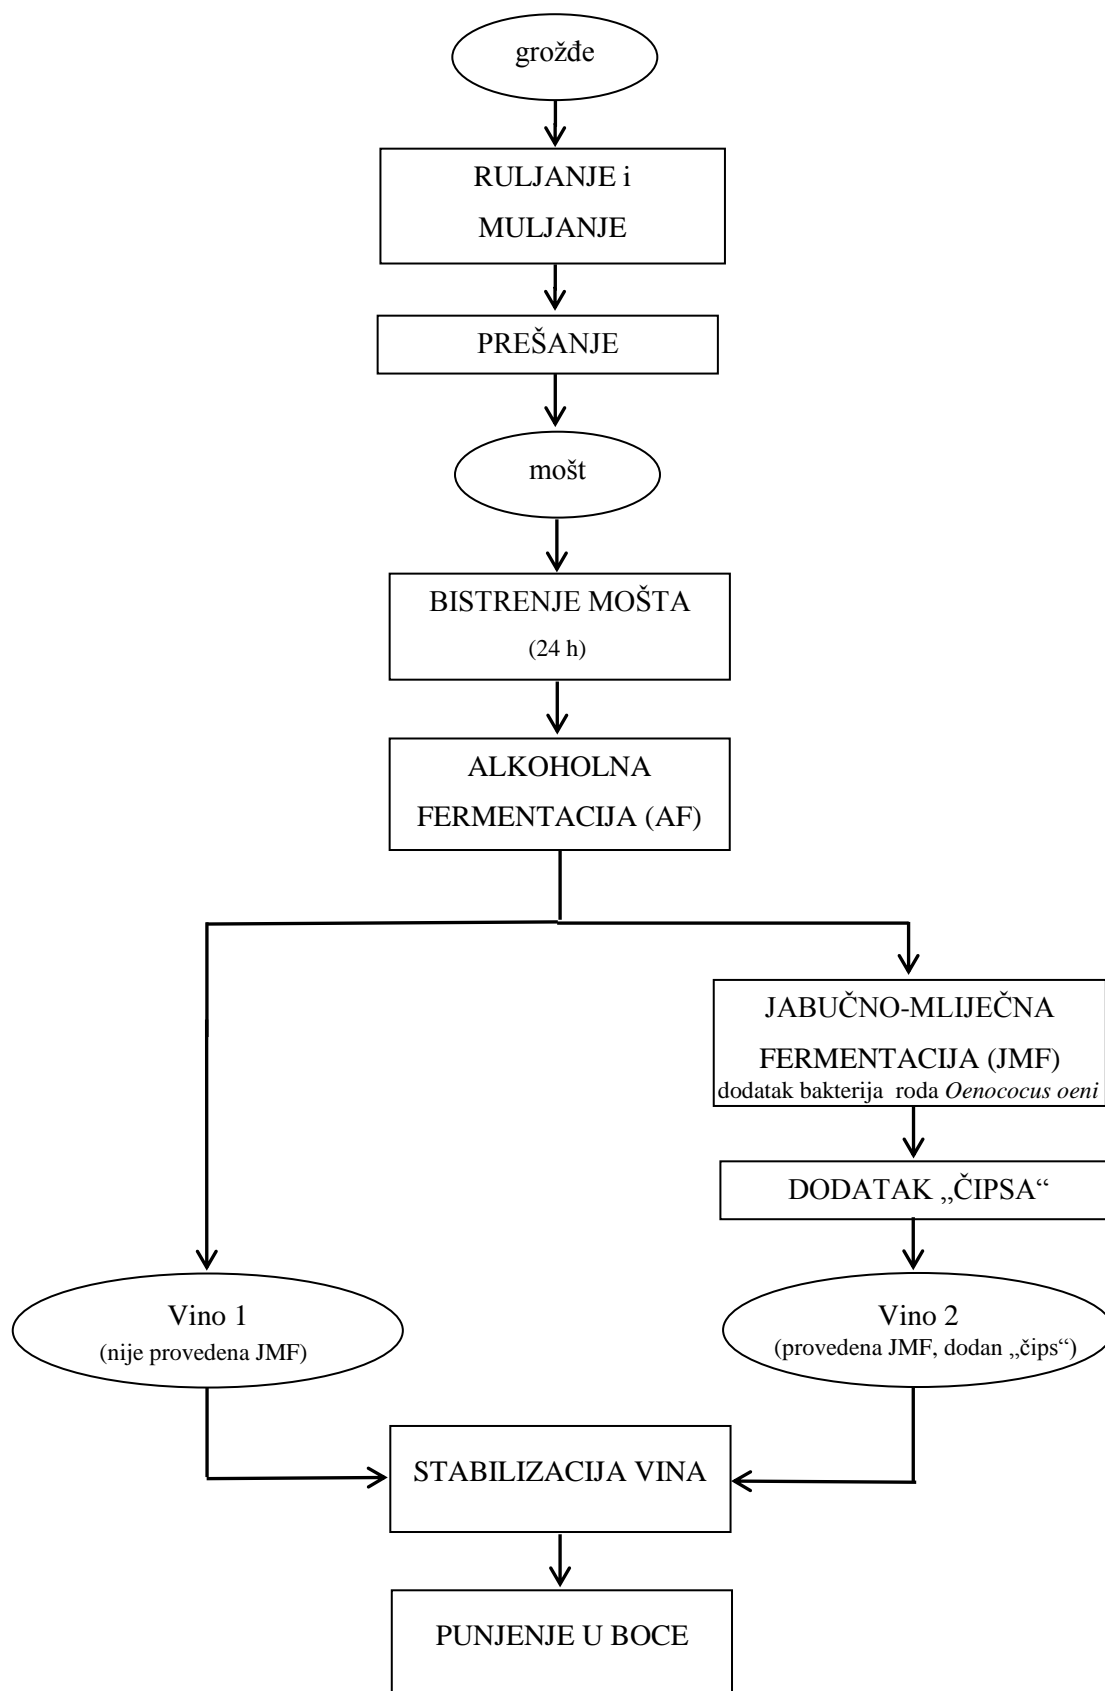 grožđe
RULJANJE i
MULJANJE
PREŠANJE
mošt
BISTRENJE MOŠTA
(24 h)
ALKOHOLNA
FERMENTACIJA (AF)
JABUČNO-MLIJEČNA
FERMENTACIJA (JMF)
dodatak bakterija roda Oenococus oeni
DODATAK „ČIPSA“
Vino 1
(nije provedena JMF)
Vino 2
(provedena JMF, dodan „čips“)
STABILIZACIJA VINA
PUNJENJE U BOCE